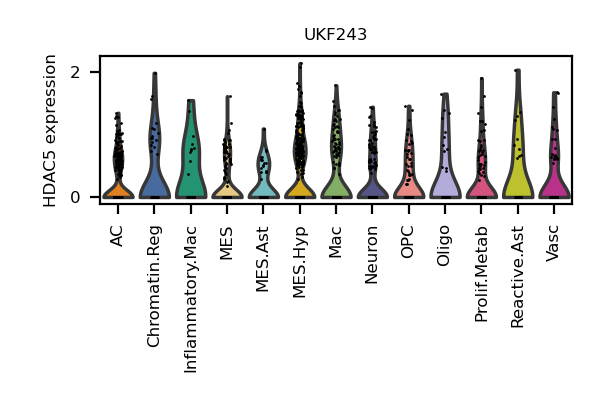 UKF243
HDAC5 expression
2
0
AC
Chromatin.Reg
Inflammatory.Mac
MES
MES.Ast
MES.Hyp
Mac
Neuron
OPC
Oligo
Prolif.Metab
Reactive.Ast
Vasc